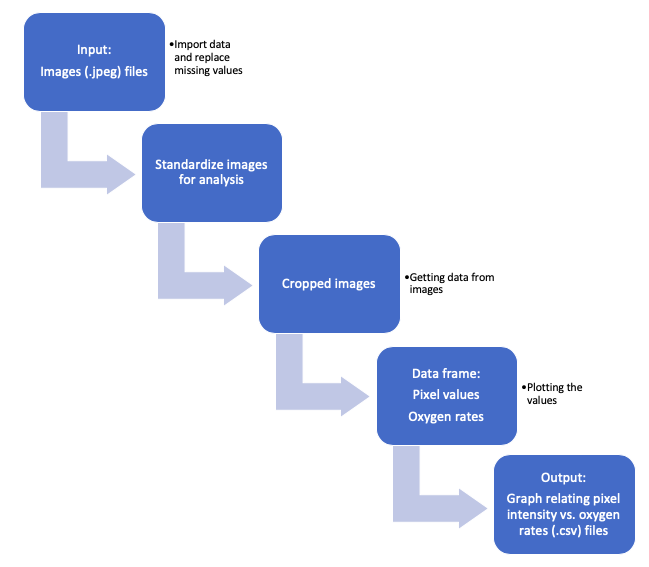 Input:
Images (.jpeg) files
•Import data
and replace
missing values
Standardize images
for analysis
Cropped images
•Getting data from
images
Data frame:
Pixel values
Oxygen rates
•Plotting the
values
Output:
Graph relating pixel
intensity vs. oxygen
rates (.csv) files